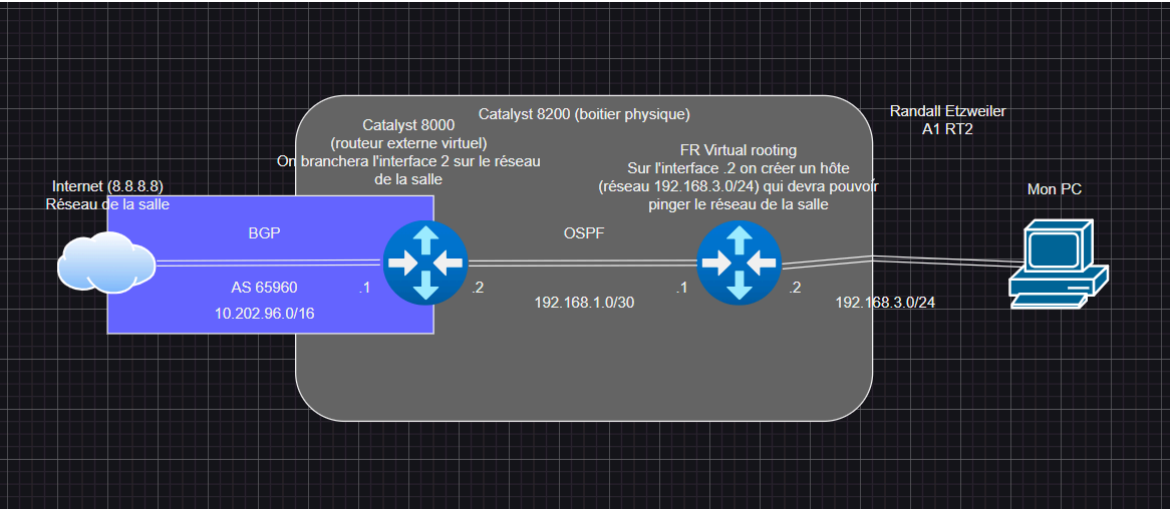 Catalyst 8200 (boitier physique)
Randall Etzweiler
A1 RT2
Catalyst 8000
(routeur externe virtuel)
On branchera l'interface 2 sur le réseau
de la salle
FR Virtual rooting
Sur l'interface .2 on créer un hôte
(réseau 192.168.3.0/24) qui devra pouvoir
pinger le réseau de la salle
Internet (8.8.8.8)
Réseau de la salle
Mon PC
BGP
OSPF
AS 65960
.1
.2
.1
.2
10.202.96.0/16
192.168.1.0/30
192.168.3.0/24